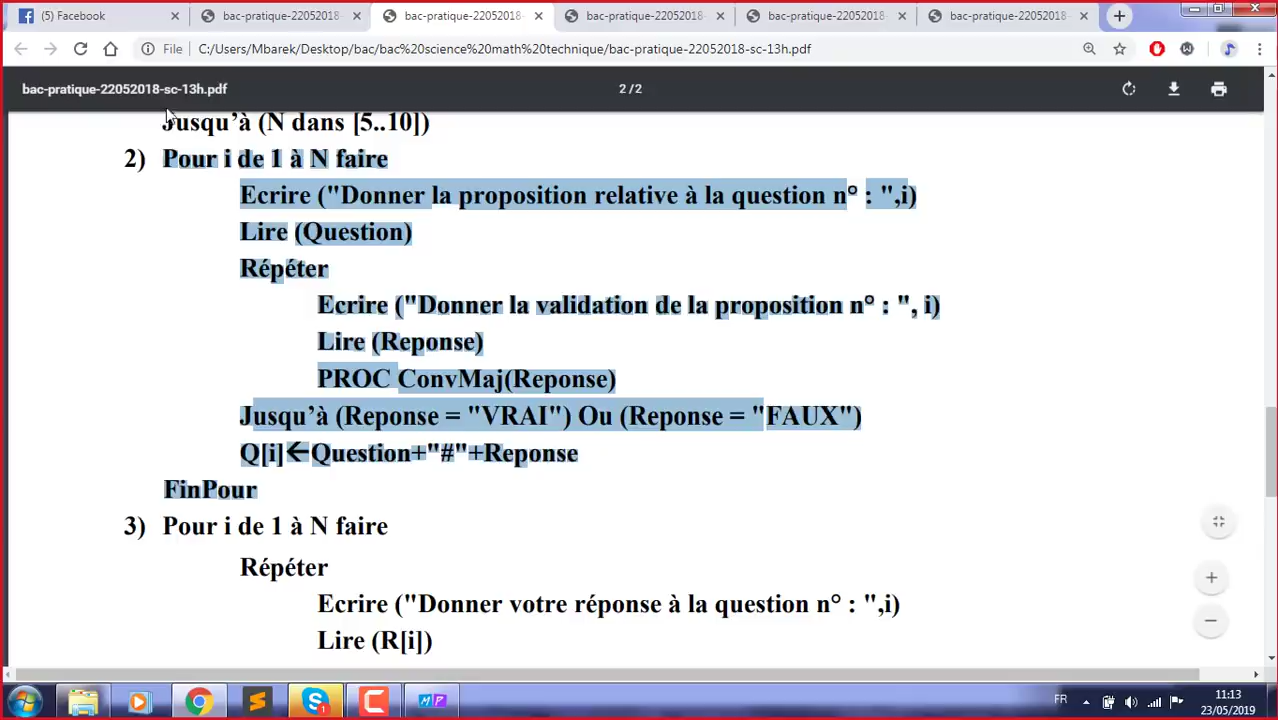 (5) Facebook
bac-pratique-22052018-
bac-pratique-22052018-
bac-pratique-22052018-
bac-pratique-22052018-
bac-pratique-22052018-
File C:/Users/Mbarek/Desktop/bac/bac%20science%20math%20technique/bac-pratique-22052018-sc-13h.pdf
bac-pratique-22052018-sc-13h.pdf 2 / 2
Jusqu’à (N dans [5..10])
2) Pour i de 1 à N faire
Ecrire ("Donner la proposition relative à la question n° : ",i)
Lire (Question)
Répéter
Ecrire ("Donner la validation de la proposition n° : ", i)
Lire (Reponse)
PROC ConvMaj(Reponse)
Jusqu’à (Reponse = "VRAI") Ou (Reponse = "FAUX")
Q[i]←Question+"#"+Reponse
FinPour
3) Pour i de 1 à N faire
Répéter
Ecrire ("Donner votre réponse à la question n° : ",i)
Lire (R[i])
FR 11:13
23/05/2019